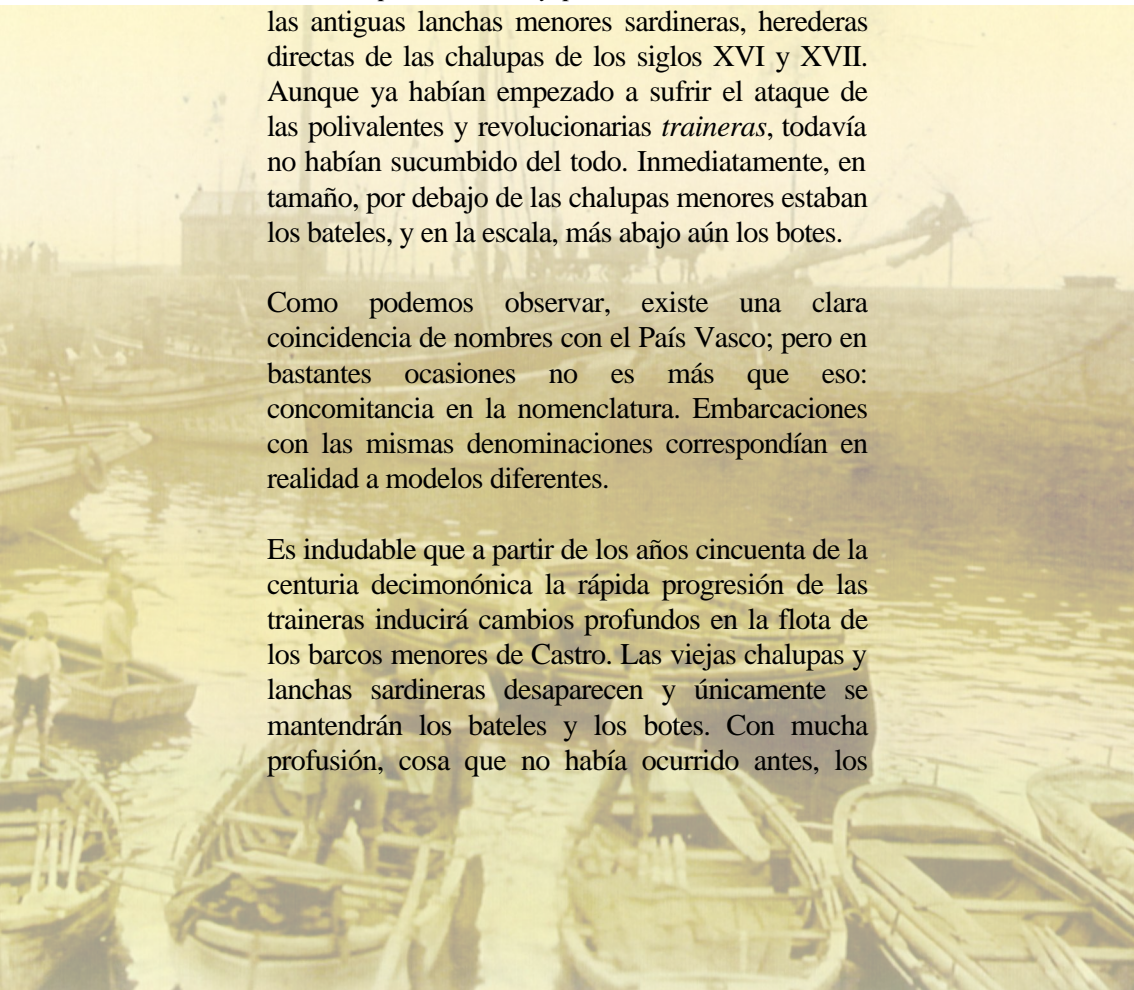 las antiguas lanchas menores sardineras, herederas
directas de las chalupas de los siglos XVI y XVII.
Aunque ya habían empezado a sufrir el ataque de
las polivalentes y revolucionarias traineras, todavía
no habían sucumbido del todo. Inmediatamente, en
tamaño, por debajo de las chalupas menores estaban
los bateles, y en la escala, más abajo aún los botes.
Como podemos observar, existe una clara
coincidencia de nombres con el País Vasco; pero en
bastantes ocasiones no es más que eso:
concomitancia en la nomenclatura. Embarcaciones
con las mismas denominaciones correspondían en
realidad a modelos diferentes.
Es indudable que a partir de los años cincuenta de la
centuria decimonónica la rápida progresión de las
traineras inducirá cambios profundos en la flota de
los barcos menores de Castro. Las viejas chalupas y
lanchas sardineras desaparecen y únicamente se
mantendrán los bateles y los botes. Con mucha
profusión, cosa que no había ocurrido antes, los